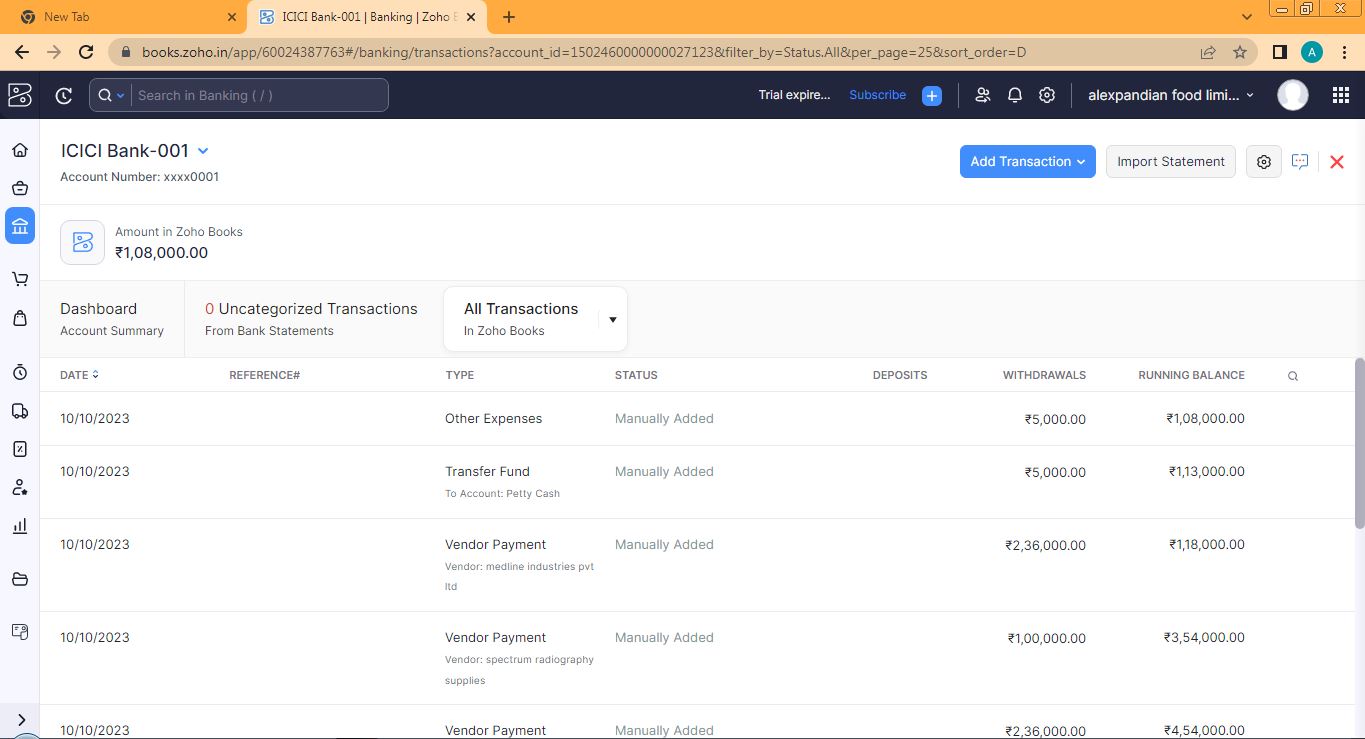 New Tab
ICICI Bank-001 | Banking | Zoho B
books.zoho.in/app/60024387763#/banking/transactions?account_id=1502460000000027123&filter_by=Status.All&per_page=25&sort_order=D
A
Search in Banking ( / )
Trial expire...
Subscribe
alexpandian food limi...
ICICI Bank-001
Account Number: xxxx0001
Add Transaction
Import Statement
Amount in Zoho Books
₹1,08,000.00
Dashboard
Account Summary
0 Uncategorized Transactions
From Bank Statements
All Transactions
In Zoho Books
DATE REFERENCE# TYPE STATUS DEPOSITS WITHDRAWALS RUNNING BALANCE
10/10/2023 Other Expenses Manually Added ₹5,000.00 ₹1,08,000.00
10/10/2023 Transfer Fund Manually Added ₹5,000.00 ₹1,13,000.00
To Account: Petty Cash
10/10/2023 Vendor Payment Manually Added ₹2,36,000.00 ₹1,18,000.00
Vendor: medline industries pvt
ltd
10/10/2023 Vendor Payment Manually Added ₹1,00,000.00 ₹3,54,000.00
Vendor: spectrum radiography
supplies
10/10/2023 Vendor Payment Manually Added ₹2,36,000.00 ₹4,54,000.00